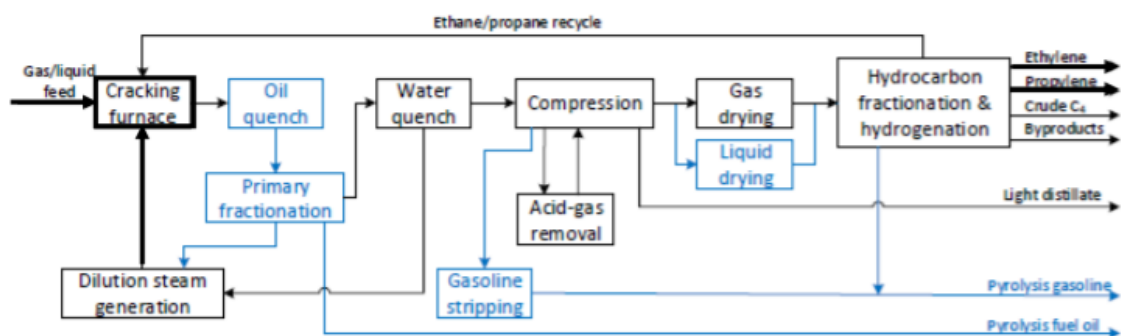 Ethane/propane recycle
Gas/liquid
feed
Cracking
furnace
Oil
quench
Water
quench
Compression
Gas
drying
Hydrocarbon
fractionation &
hydrogenation
Ethylene
Propylene
Crude C₄
Byproducts
Liquid
drying
Primary
fractionation
Acid-gas
removal
Light distillate
Dilution steam
generation
Gasoline
stripping
Pyrolysis gasoline
Pyrolysis fuel oil